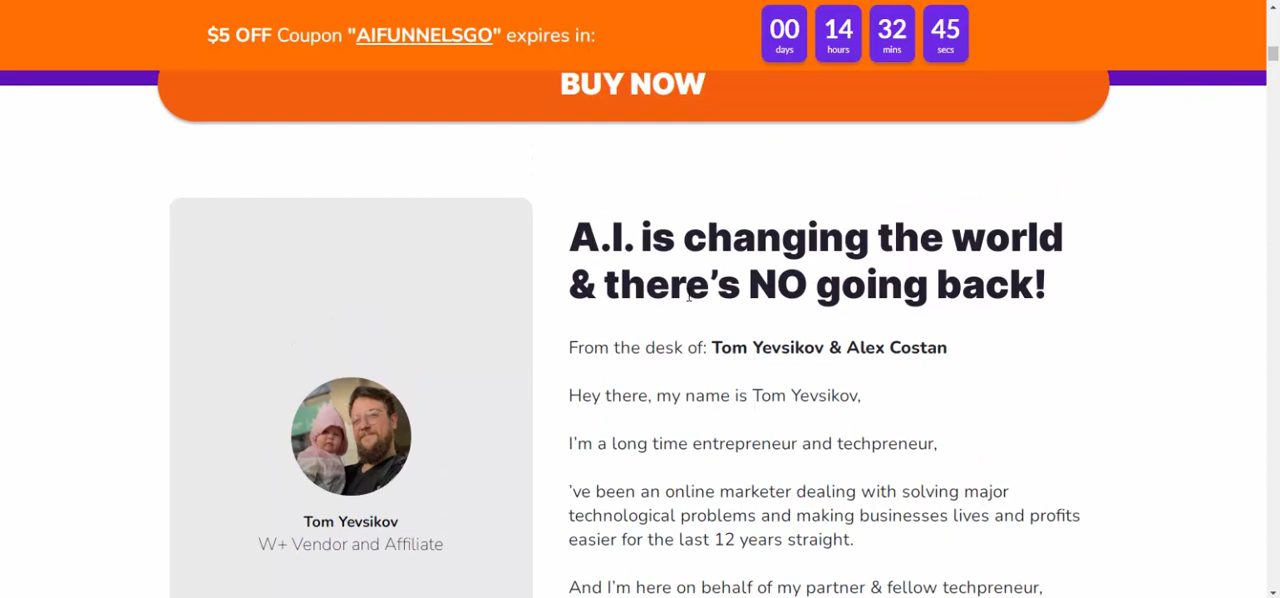 $5 OFF Coupon "AIFUNNELSGO" expires in:
00 14 32 45
days hours mins secs
BUY NOW
A.I. is changing the world
& there's NO going back!
From the desk of: Tom Yevsikov & Alex Costan
Hey there, my name is Tom Yevsikov,
I'm a long time entrepreneur and techpreneur,
've been an online marketer dealing with solving major
technological problems and making businesses lives and profits
easier for the last 12 years straight.
And I'm here on behalf of my partner & fellow techpreneur,
Tom Yevsikov
W+ Vendor and Affiliate